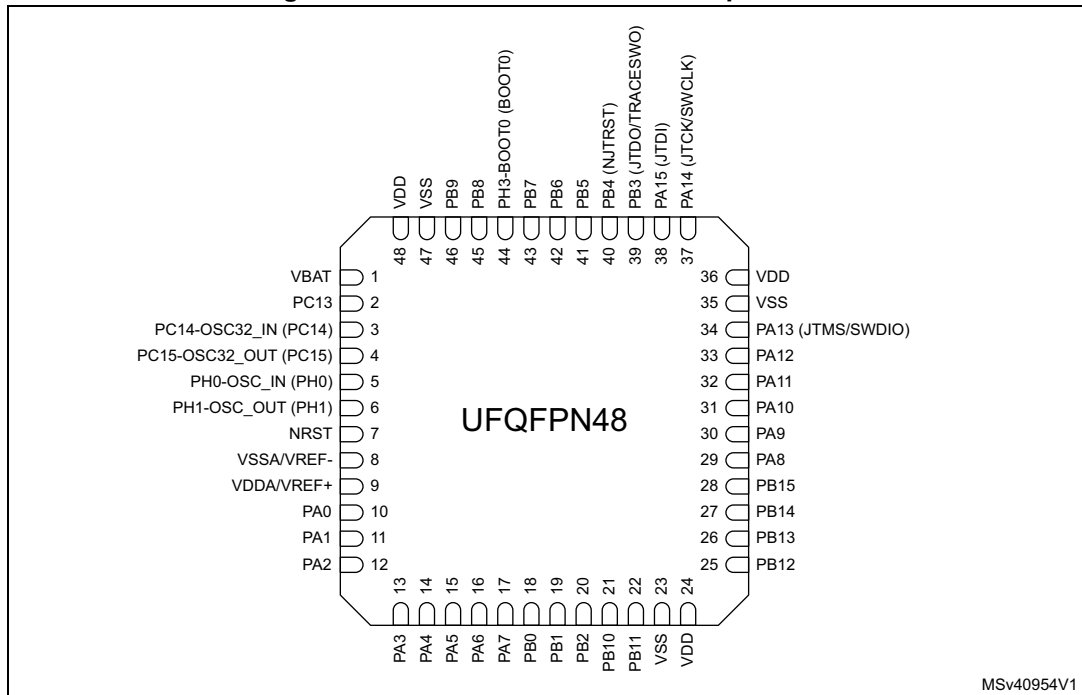 VDD
VSS
PB9
PB8
PH3-BOOT0 (BOOT0)
PB7
PB6
PB5
PB4 (NJTRST)
PB3 (JTDO/TRACESWO)
PA15 (JTDI)
PA14 (JTCK/SWCLK)
48
47
46
45
44
43
42
41
40
39
38
37
VBAT 1
PC13 2
PC14-OSC32_IN (PC14) 3
PC15-OSC32_OUT (PC15) 4
PH0-OSC_IN (PH0) 5
PH1-OSC_OUT (PH1) 6
NRST 7
VSSA/VREF- 8
VDDA/VREF+ 9
PA0 10
PA1 11
PA2 12
UFQFPN48
36 VDD
35 VSS
34 PA13 (JTMS/SWDIO)
33 PA12
32 PA11
31 PA10
30 PA9
29 PA8
28 PB15
27 PB14
26 PB13
25 PB12
13
14
15
16
17
18
19
20
21
22
23
24
PA3
PA4
PA5
PA6
PA7
PB0
PB1
PB2
PB10
PB11
VSS
VDD
MSv40954V1